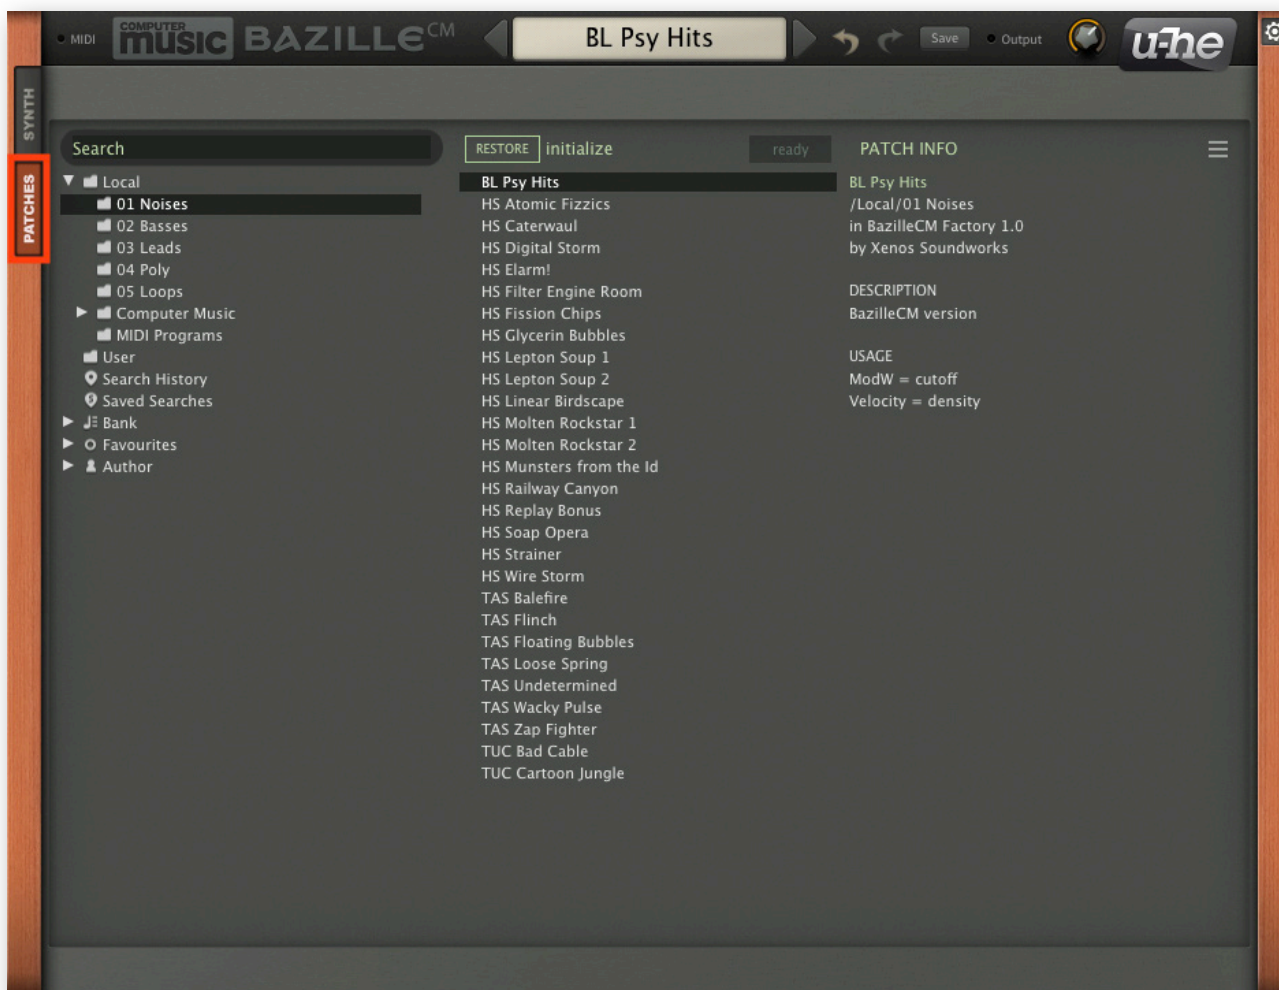 MIDI
COMPUTER
music BAZILLE CM
BL Psy Hits
Save
Output
u-he
SYNTH
PATCHES
Search
Local
01 Noises
02 Basses
03 Leads
04 Poly
05 Loops
Computer Music
MIDI Programs
User
Search History
Saved Searches
Bank
Favourites
Author
RESTORE initialize
ready
BL Psy Hits
HS Atomic Fizzics
HS Caterwaul
HS Digital Storm
HS Elarm!
HS Filter Engine Room
HS Fission Chips
HS Glycerin Bubbles
HS Lepton Soup 1
HS Lepton Soup 2
HS Linear Birdscape
HS Molten Rockstar 1
HS Molten Rockstar 2
HS Munsters from the Id
HS Railway Canyon
HS Replay Bonus
HS Soap Opera
HS Strainer
HS Wire Storm
TAS Balefire
TAS Flinch
TAS Floating Bubbles
TAS Loose Spring
TAS Undetermined
TAS Wacky Pulse
TAS Zap Fighter
TUC Bad Cable
TUC Cartoon Jungle
PATCH INFO
BL Psy Hits
/Local/01 Noises
in BazilleCM Factory 1.0
by Xenos Soundworks
DESCRIPTION
BazilleCM version
USAGE
ModW = cutoff
Velocity = density